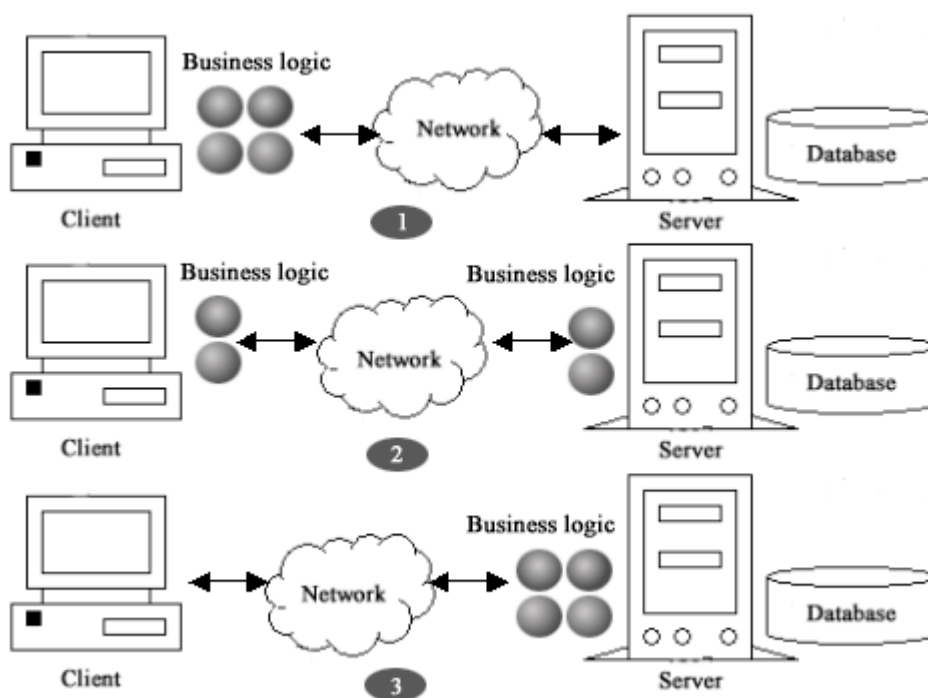 Business logic
Network
Database
Client
1
Server
Business logic
Business logic
Network
Database
Client
2
Server
Business logic
Network
Database
Client
3
Server